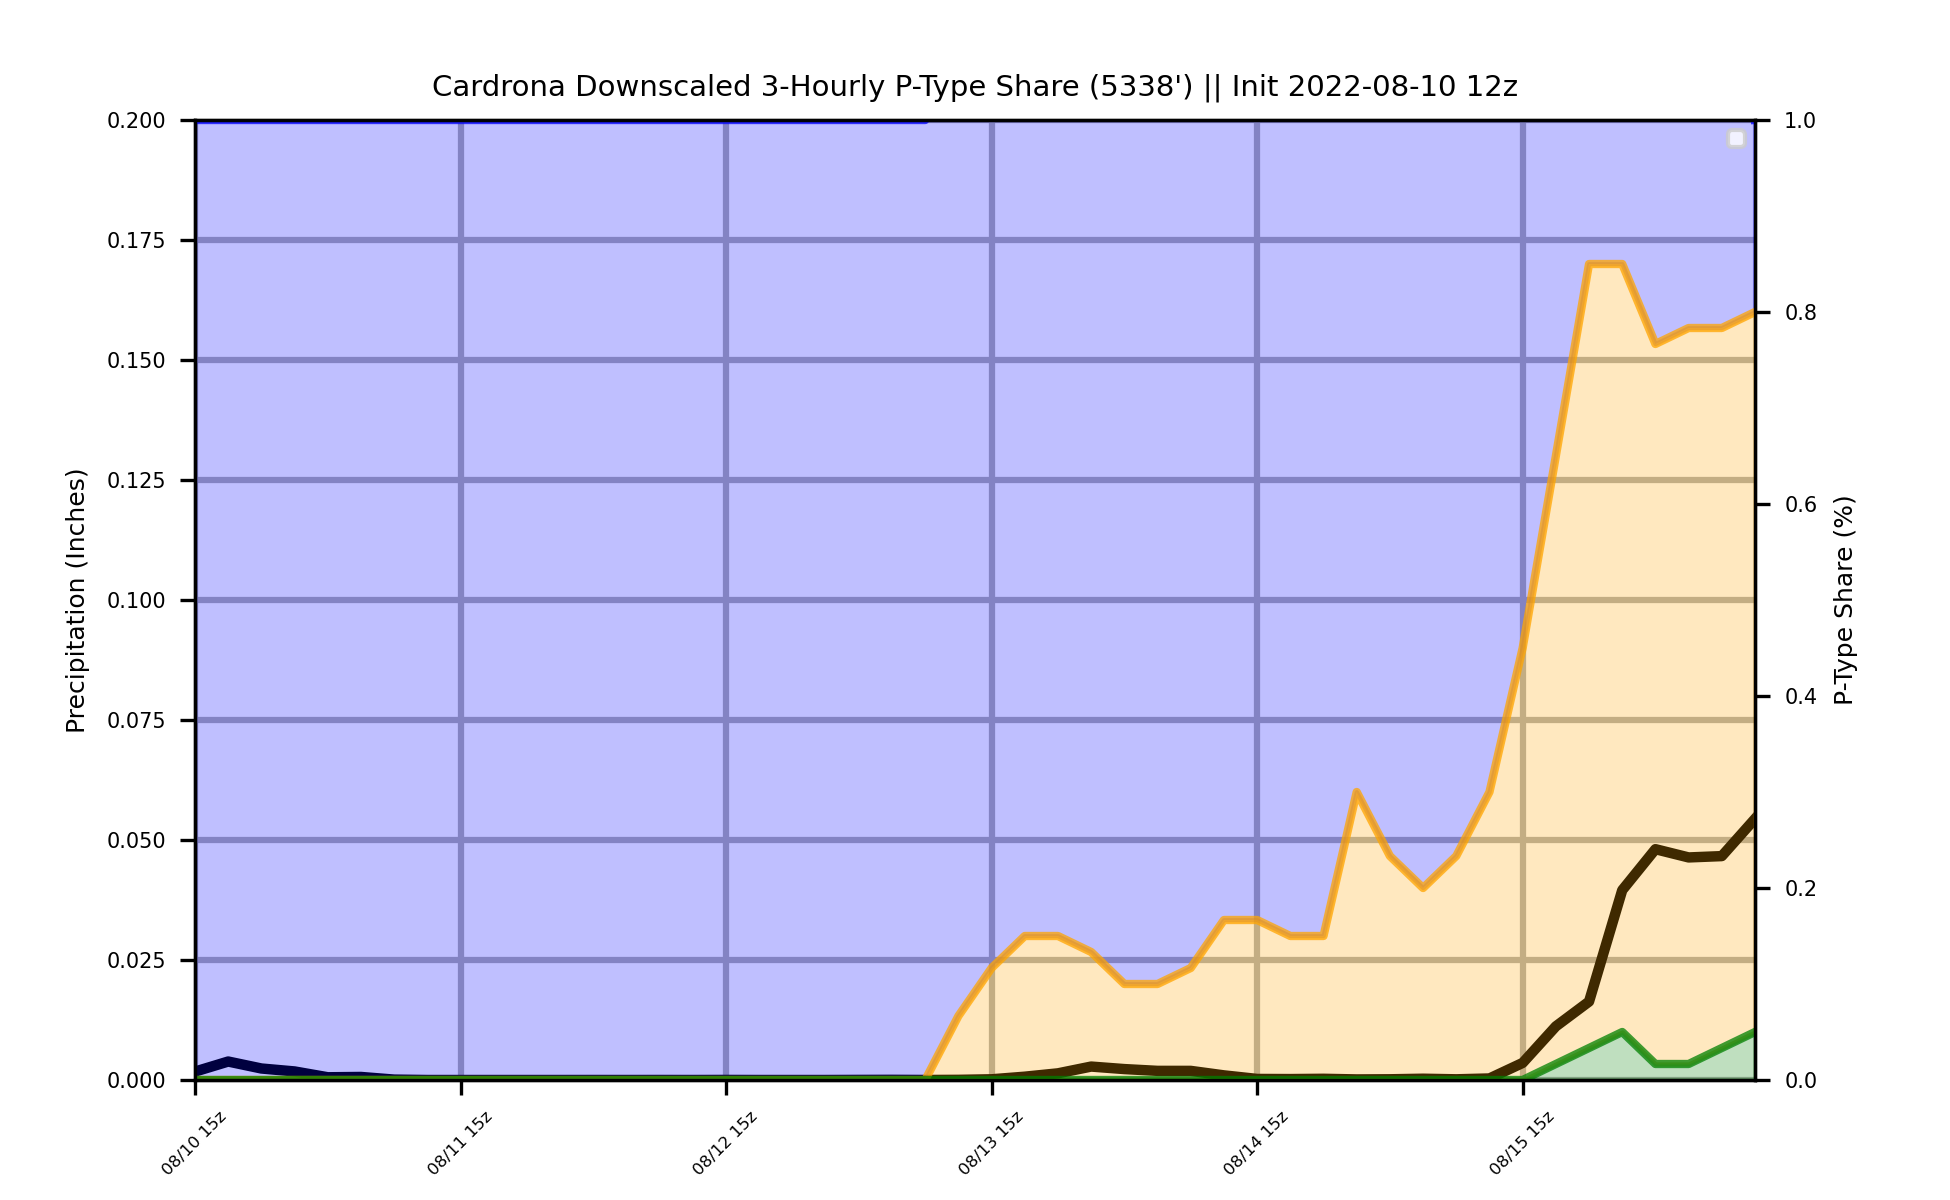 Cardrona Downscaled 3-Hourly P-Type Share (5338') || Init 2022-08-10 12z
Precipitation (Inches)
0.200
0.175
0.150
0.125
0.100
0.075
0.050
0.025
0.000
1.0
0.8
0.6
0.4
0.2
0.0
P-Type Share (%)
08/10 15z
08/11 15z
08/12 15z
08/13 15z
08/14 15z
08/15 15z